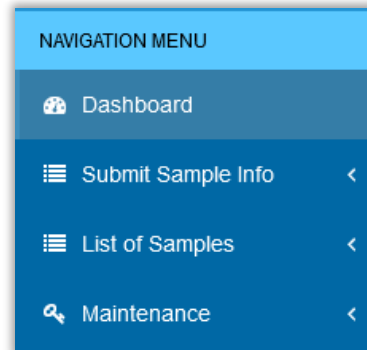 NAVIGATION MENU
Dashboard
Submit Sample Info
List of Samples
Maintenance